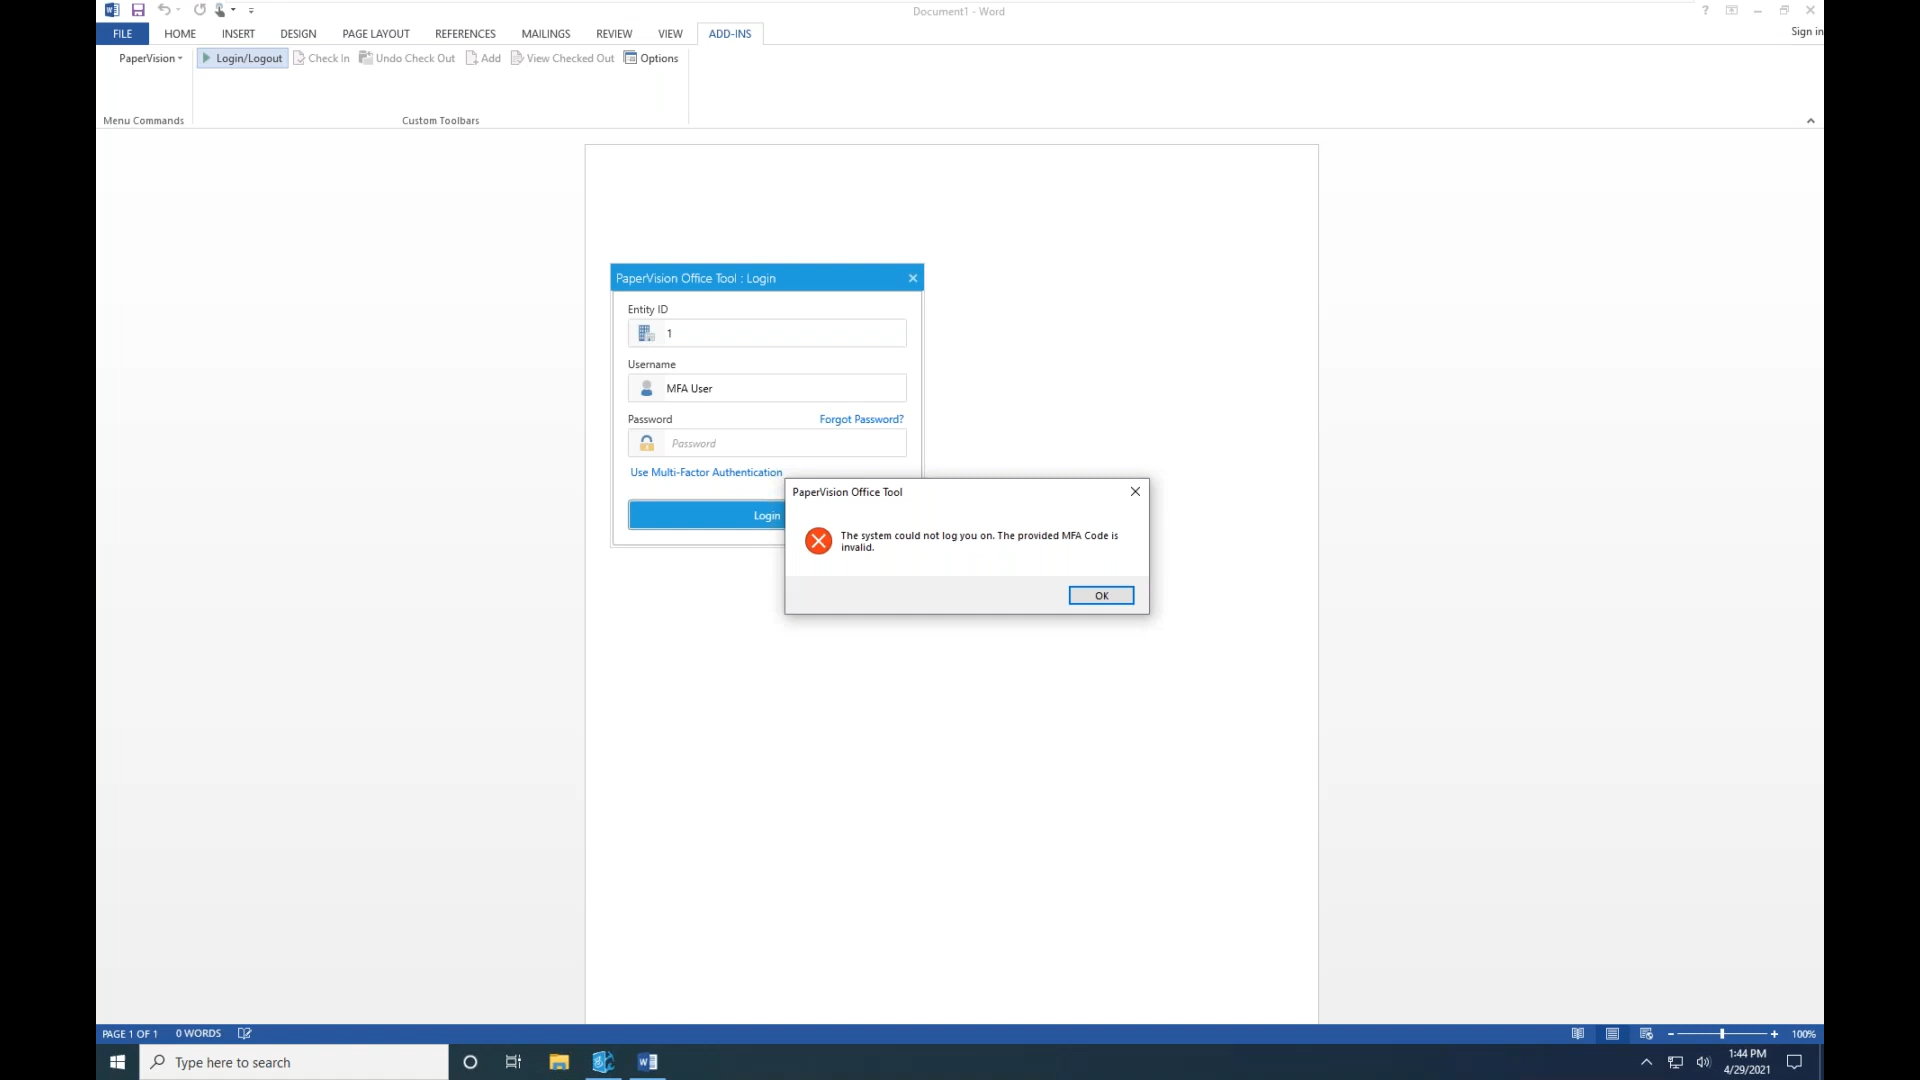 Document1 - Word
?
FILE HOME INSERT DESIGN PAGE LAYOUT REFERENCES MAILINGS REVIEW VIEW ADD-INS
Sign in
PaperVision Login/Logout Check In Undo Check Out Add View Checked Out Options
Menu Commands Custom Toolbars
PaperVision Office Tool : Login
Entity ID
1
Username
MFA User
Password Forgot Password?
Password
Use Multi-Factor Authentication
Login
PaperVision Office Tool
The system could not log you on. The provided MFA Code is
invalid.
OK
PAGE 1 OF 1 0 WORDS
100%
Type here to search
1:44 PM
4/29/2021